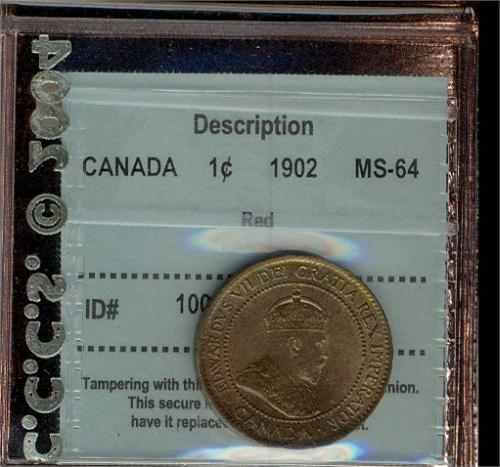 Description
CANADA 1¢ 1902 MS-64
Red
ID# 100
Tampering with thi nion.
This secure
have it replace
EDWARDVS VII DEI GRATIA REX IMPERATOR
CANADA
C.C.C.S. © 2004